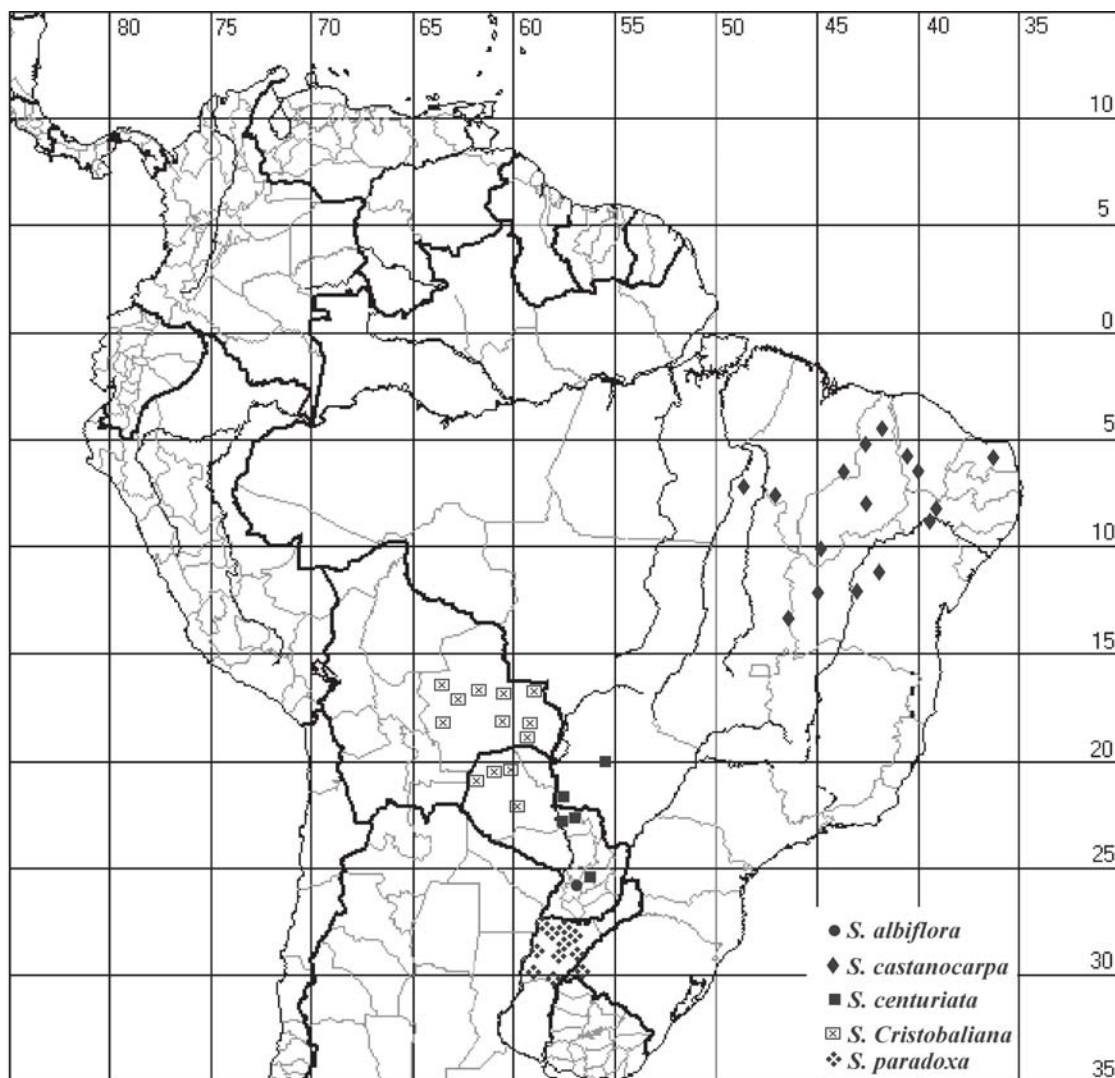 80 75 70 65 60 55 50 45 40 35
10
5
0
5
10
15
20
25
30
35
S. albiflora
S. castanocarpa
S. centuriata
S. Cristobaliana
S. paradoxa